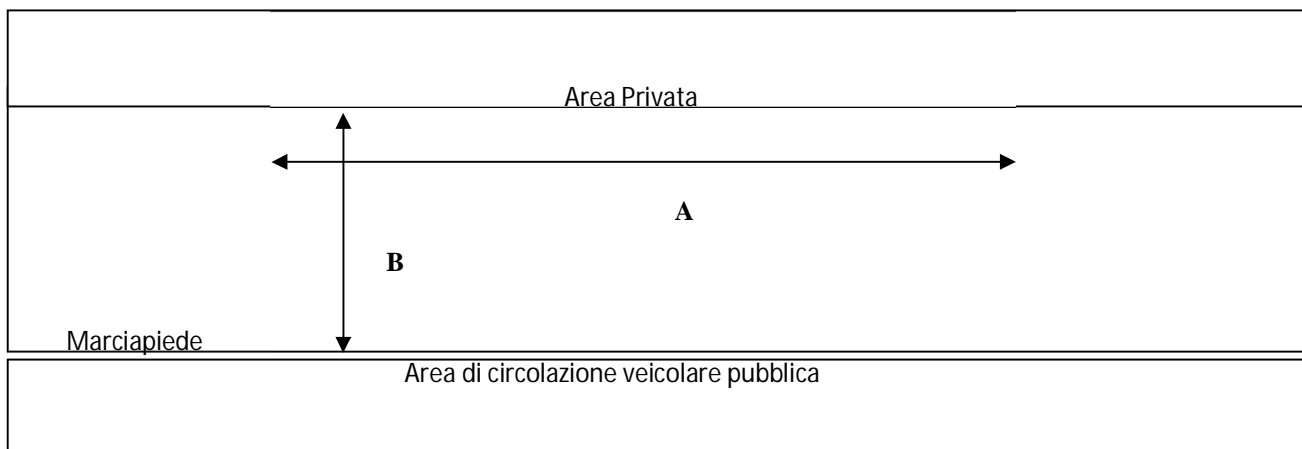 Area Privata
A
B
Marciapiede
Area di circolazione veicolare pubblica